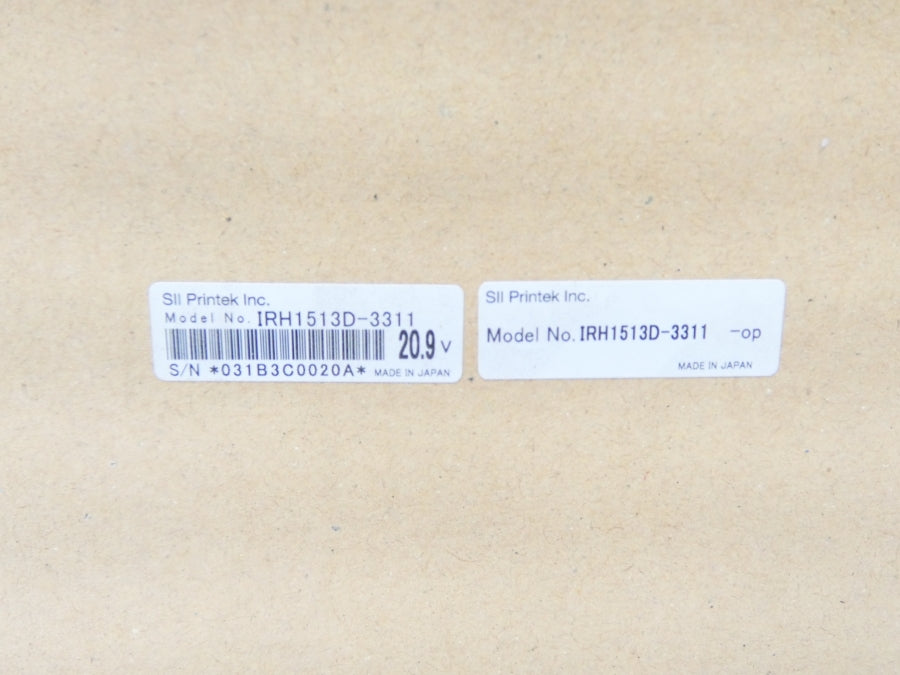 SII Printek Inc.
Model No. IRH1513D-3311
20.9 V
S/N *031B3C0020A* MADE IN JAPAN
SII Printek Inc.
Model No. IRH1513D-3311 -op
MADE IN JAPAN